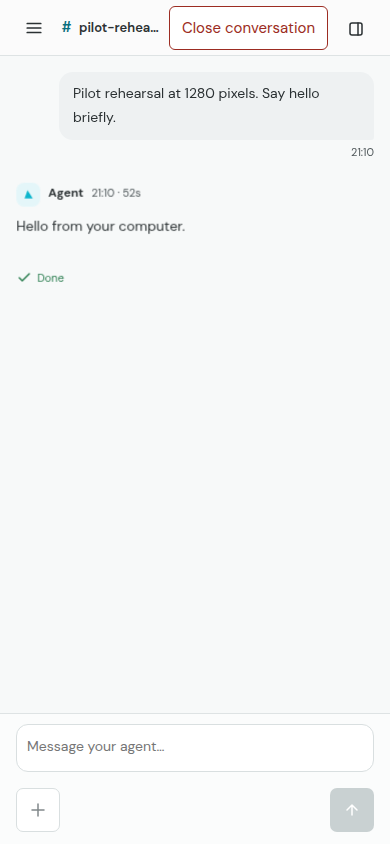 # pilot-rehea...
Close conversation
Pilot rehearsal at 1280 pixels. Say hello
briefly.
21:10
Agent 21:10 · 52s
Hello from your computer.
Done
Message your agent...